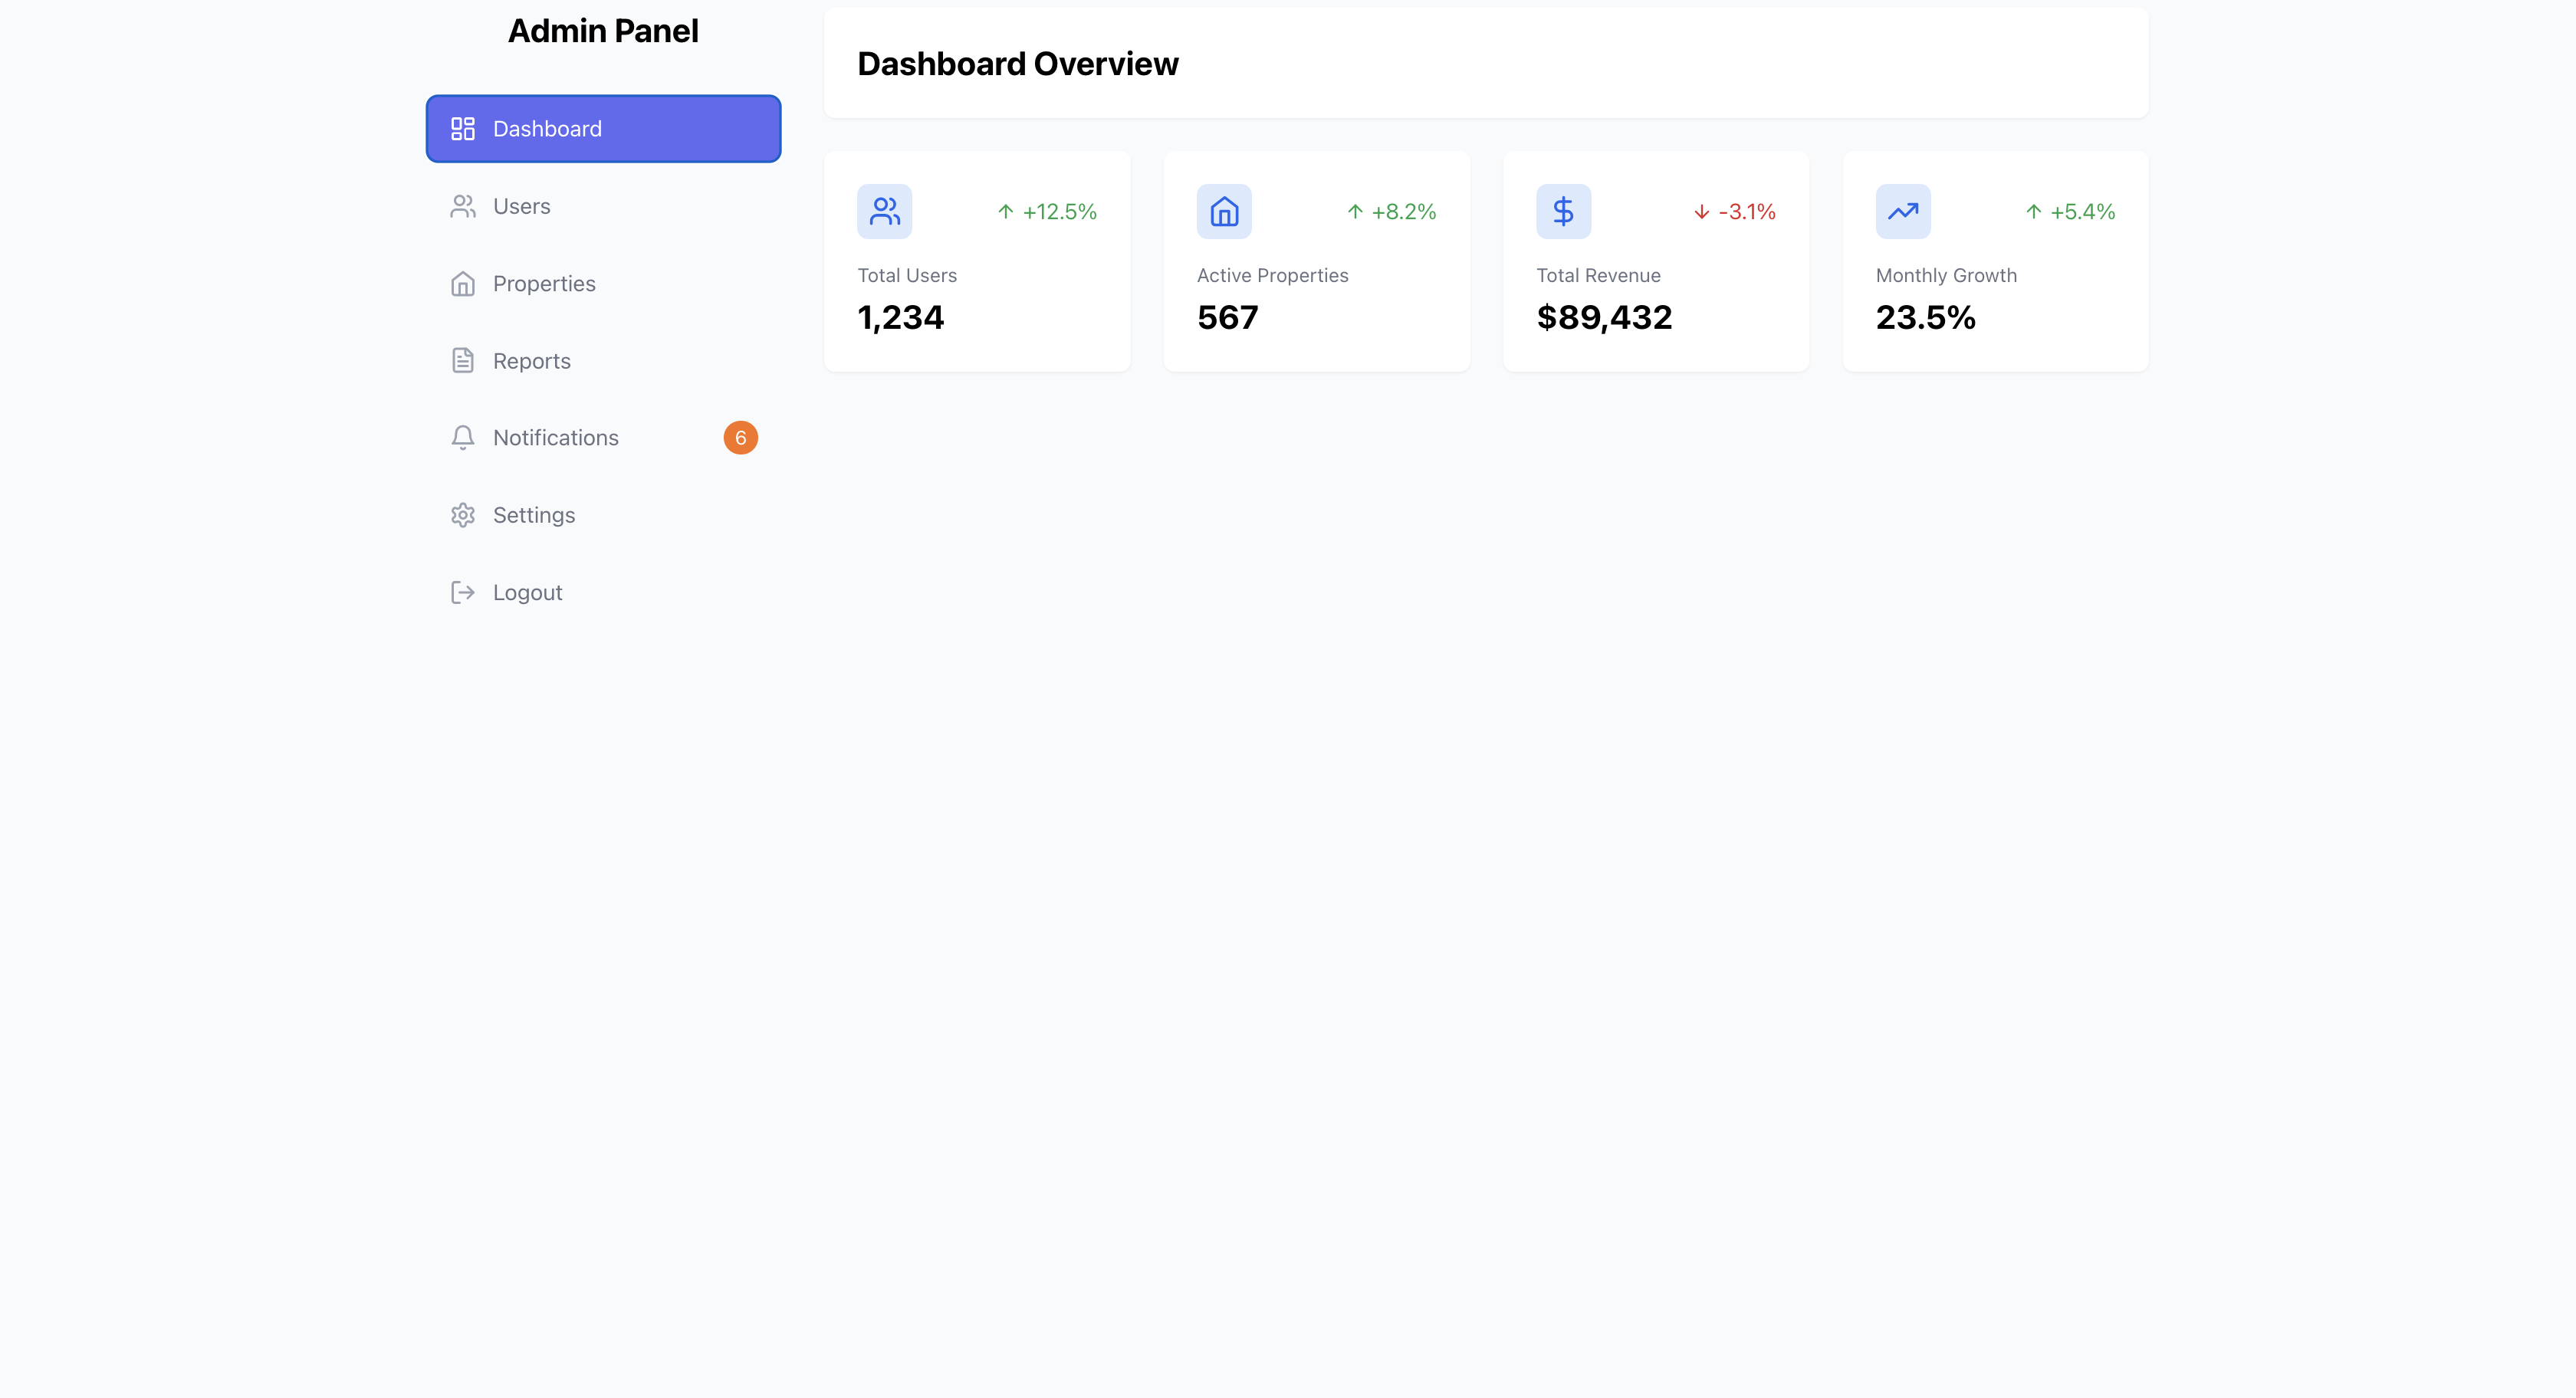 Admin Panel
Dashboard
Users
Properties
Reports
Notifications 6
Settings
Logout
Dashboard Overview
+12.5%
Total Users
1,234
+8.2%
Active Properties
567
-3.1%
Total Revenue
$89,432
+5.4%
Monthly Growth
23.5%